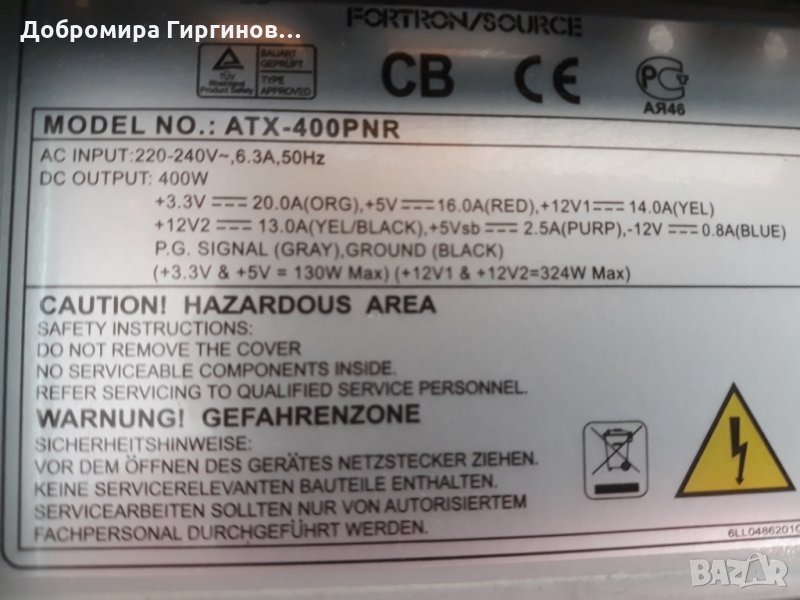 Добромира Гиргинов...
FORTRON/SOURCE
TÜV
Rheinland
Product Safety
BAUART
GEPRÜFT
TYPE
APPROVED
CB CE
PC
АЯ46
MODEL NO.: ATX-400PNR
AC INPUT:220-240V~,6.3A,50Hz
DC OUTPUT: 400W
+3.3V ⎓ 20.0A(ORG),+5V ⎓ 16.0A(RED),+12V1 ⎓ 14.0A(YEL)
+12V2 ⎓ 13.0A(YEL/BLACK),+5Vsb ⎓ 2.5A(PURP),-12V ⎓ 0.8A(BLUE)
P.G. SIGNAL (GRAY),GROUND (BLACK)
(+3.3V & +5V = 130W Max) (+12V1 & +12V2=324W Max)
CAUTION! HAZARDOUS AREA
SAFETY INSTRUCTIONS:
DO NOT REMOVE THE COVER
NO SERVICEABLE COMPONENTS INSIDE.
REFER SERVICING TO QUALIFIED SERVICE PERSONNEL.
WARNUNG! GEFAHRENZONE
SICHERHEITSHINWEISE:
VOR DEM ÖFFNEN DES GERÄTES NETZSTECKER ZIEHEN.
KEINE SERVICERELEVANTEN BAUTEILE ENTHALTEN.
SERVICEARBEITEN SOLLTEN NUR VON AUTORISIERTEM
FACHPERSONAL DURCHGEFÜHRT WERDEN.
BAZAR